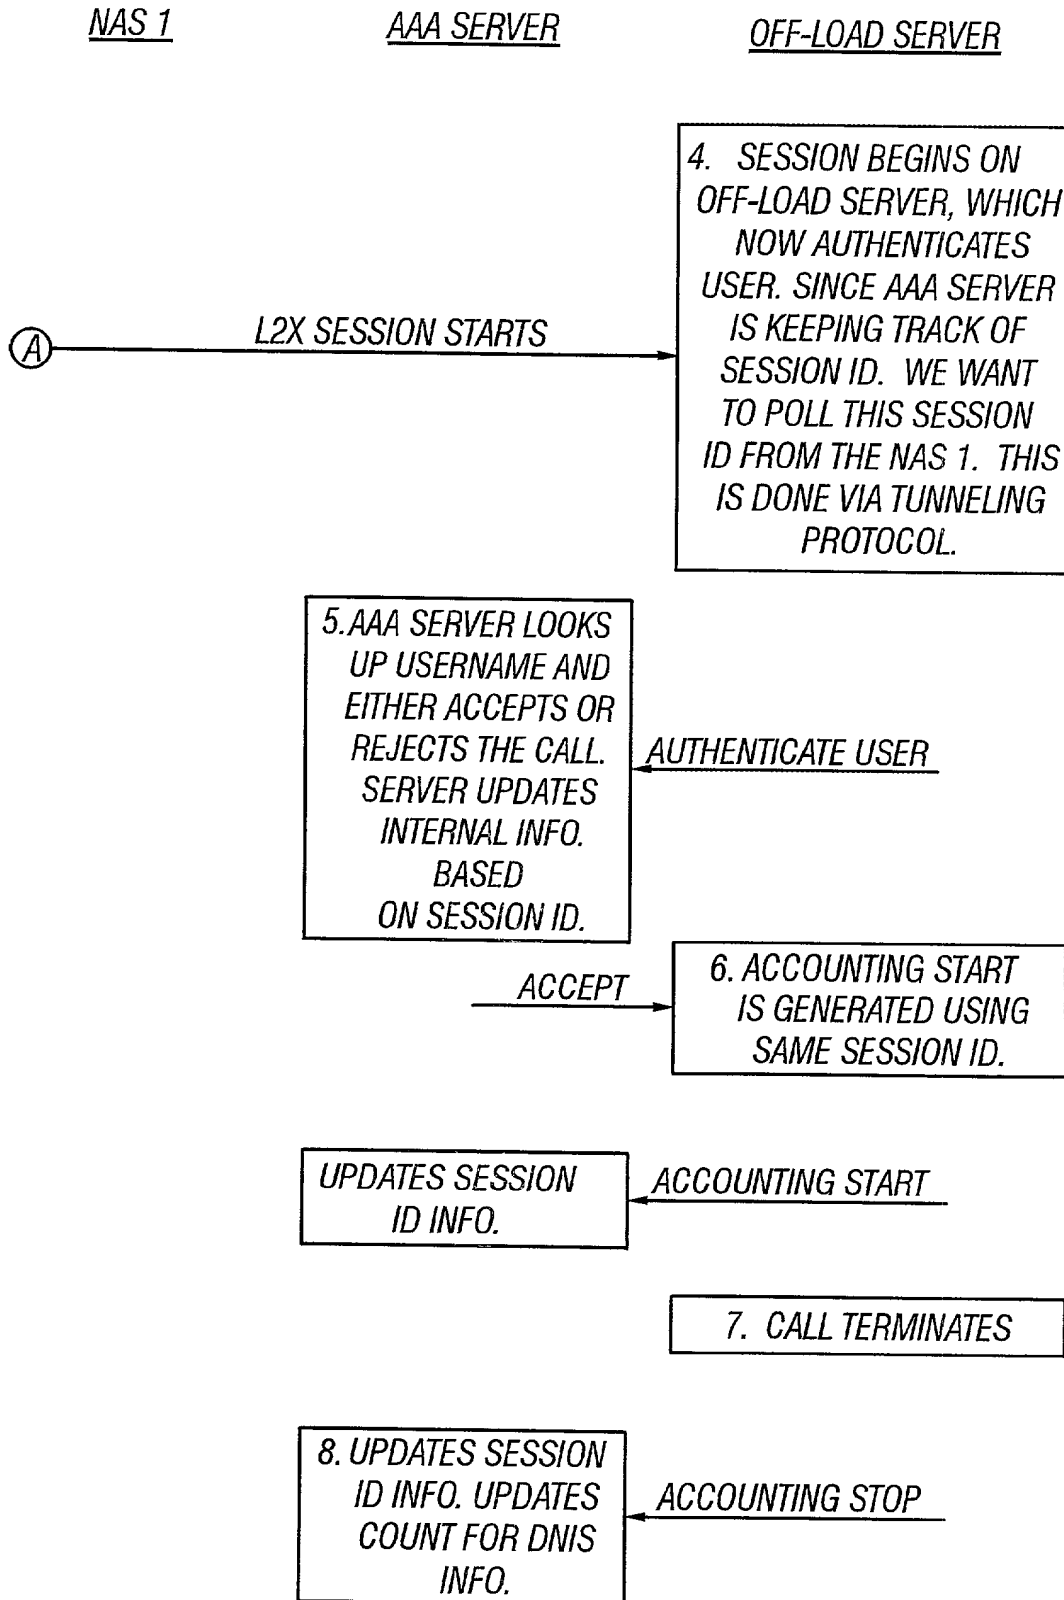 NAS 1
AAA SERVER
OFF-LOAD SERVER
4. SESSION BEGINS ON
OFF-LOAD SERVER, WHICH
NOW AUTHENTICATES
USER. SINCE AAA SERVER
IS KEEPING TRACK OF
SESSION ID. WE WANT
TO POLL THIS SESSION
ID FROM THE NAS 1. THIS
IS DONE VIA TUNNELING
PROTOCOL.
A
L2X SESSION STARTS
5. AAA SERVER LOOKS
UP USERNAME AND
EITHER ACCEPTS OR
REJECTS THE CALL.
SERVER UPDATES
INTERNAL INFO.
BASED
ON SESSION ID.
AUTHENTICATE USER
ACCEPT
6. ACCOUNTING START
IS GENERATED USING
SAME SESSION ID.
UPDATES SESSION
ID INFO.
ACCOUNTING START
7. CALL TERMINATES
8. UPDATES SESSION
ID INFO. UPDATES
COUNT FOR DNIS
INFO.
ACCOUNTING STOP